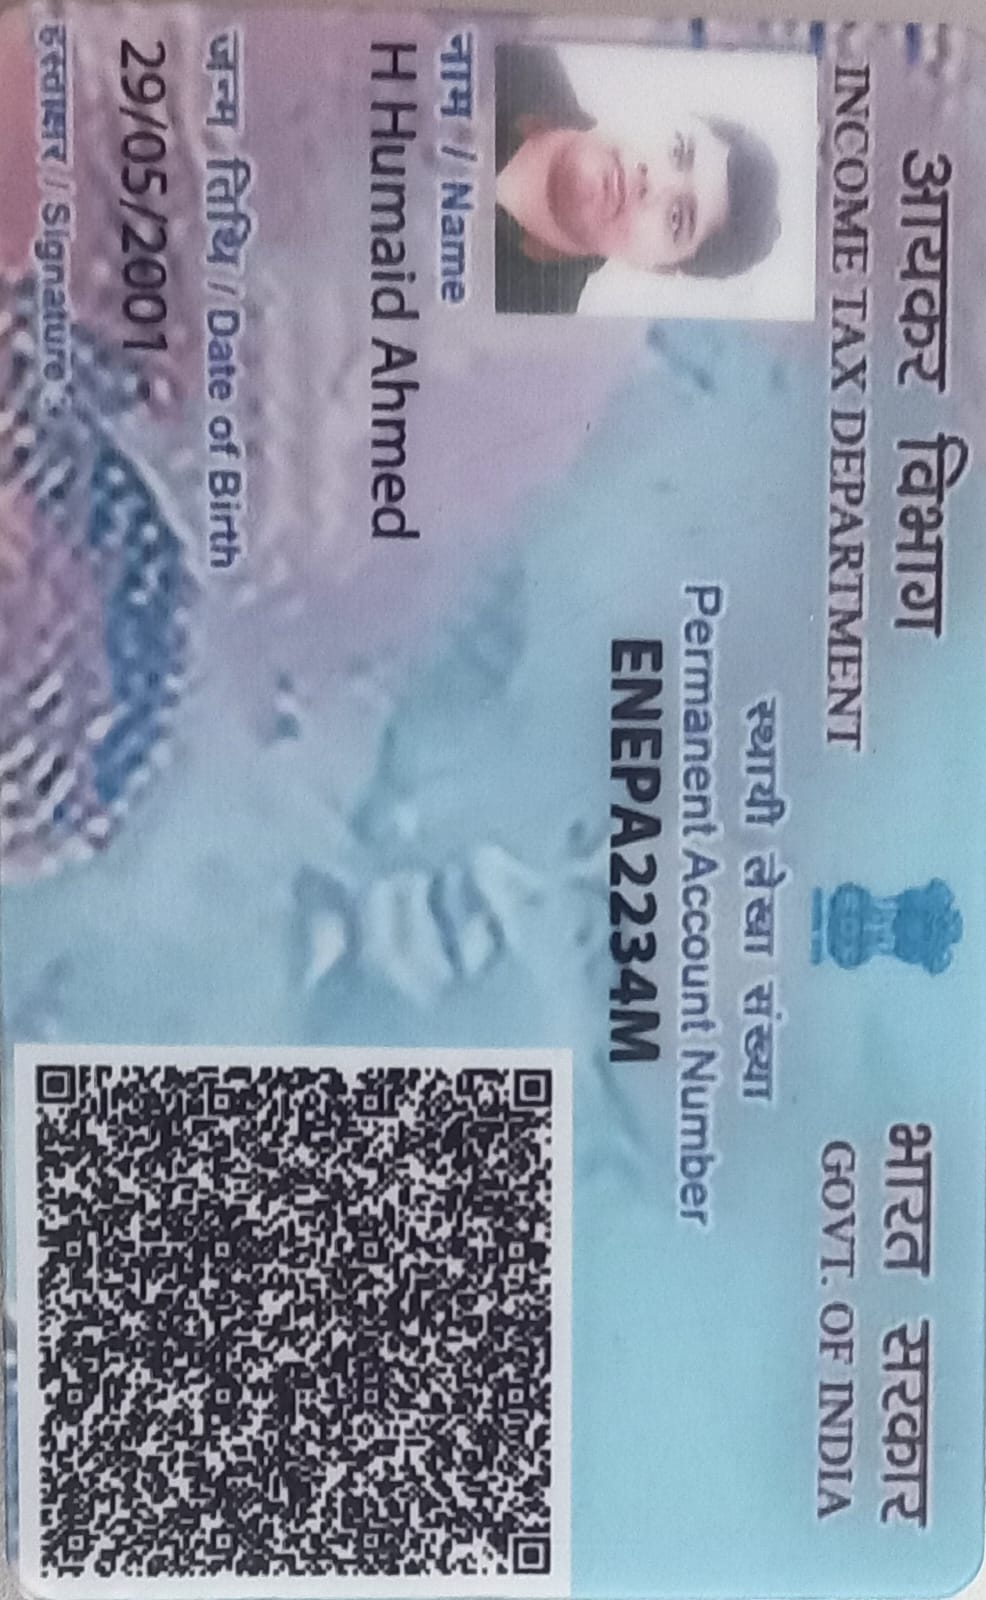 आयकर विभाग
INCOME TAX DEPARTMENT
भारत सरकार
GOVT. OF INDIA
स्थायी लेखा संख्या
Permanent Account Number
ENEPA2234M
नाम / Name
H Humaid Ahmed
जन्म तिथि / Date of Birth
29/05/2001
हस्ताक्षर / Signature